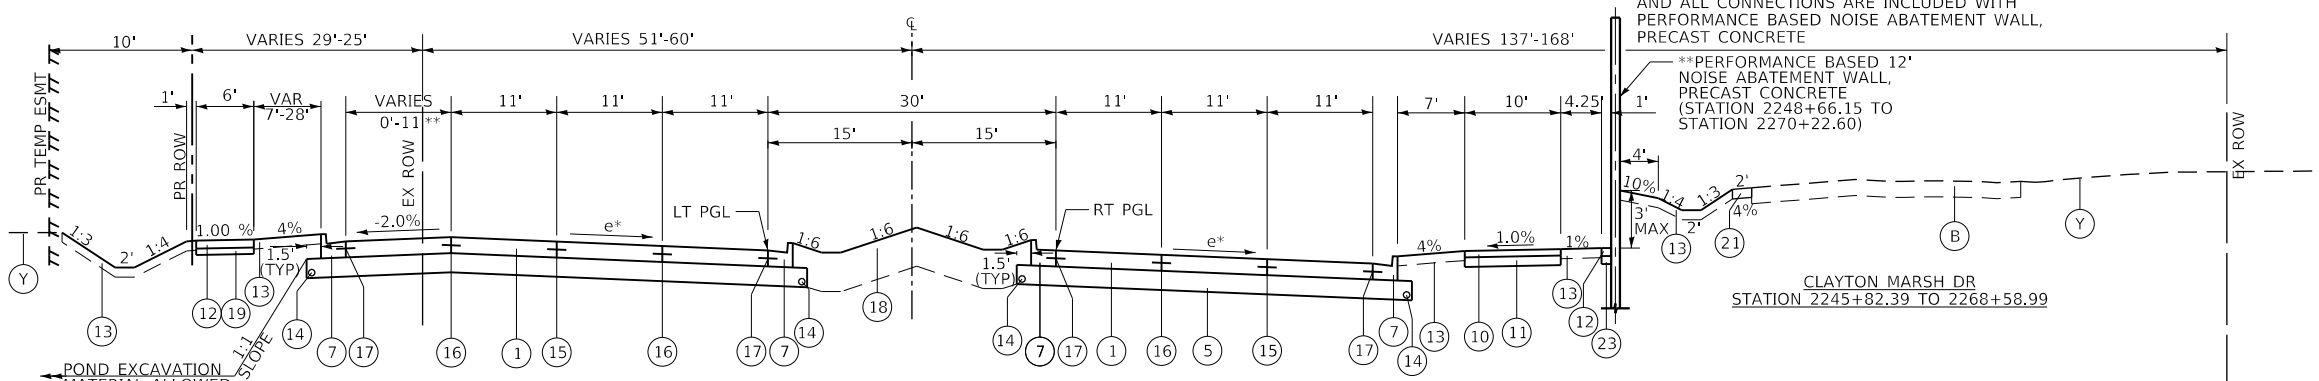 AND ALL CONNECTIONS ARE INCLUDED WITH
PERFORMANCE BASED NOISE ABATEMENT WALL,
PRECAST CONCRETE
10'
VARIES 29'-25'
VARIES 51'-60'
℄
VARIES 137'-168'
**PERFORMANCE BASED 12'
NOISE ABATEMENT WALL,
PRECAST CONCRETE
(STATION 2248+66.15 TO
STATION 2270+22.60)
1'
6'
VAR
7'-28'
VARIES
0'-11'**
11'
11'
11'
30'
11'
11'
11'
7'
10'
4.25'
1'
15'
15'
PR TEMP ESMT
PR ROW
EX ROW
EX ROW
4'
LT PGL
RT PGL
1:3
2'
1:4
1.00 %
4%
1.5'
(TYP)
-2.0%
e*
1:6
1:6
1:6
1:6
1.5'
(TYP)
e*
4%
1.0%
1%
10%
1:4
1:3
2'
3'
MAX
2'
4%
Y
13
12
19
13
14
7
17
16
1
15
16
17
7
14
18
14
7
17
1
16
5
15
17
7
14
13
10
11
13
12
23
13
21
B
Y
CLAYTON MARSH DR
STATION 2245+82.39 TO 2268+58.99
1:1
SLOPE
POND EXCAVATION
MATERIAL ALLOWED